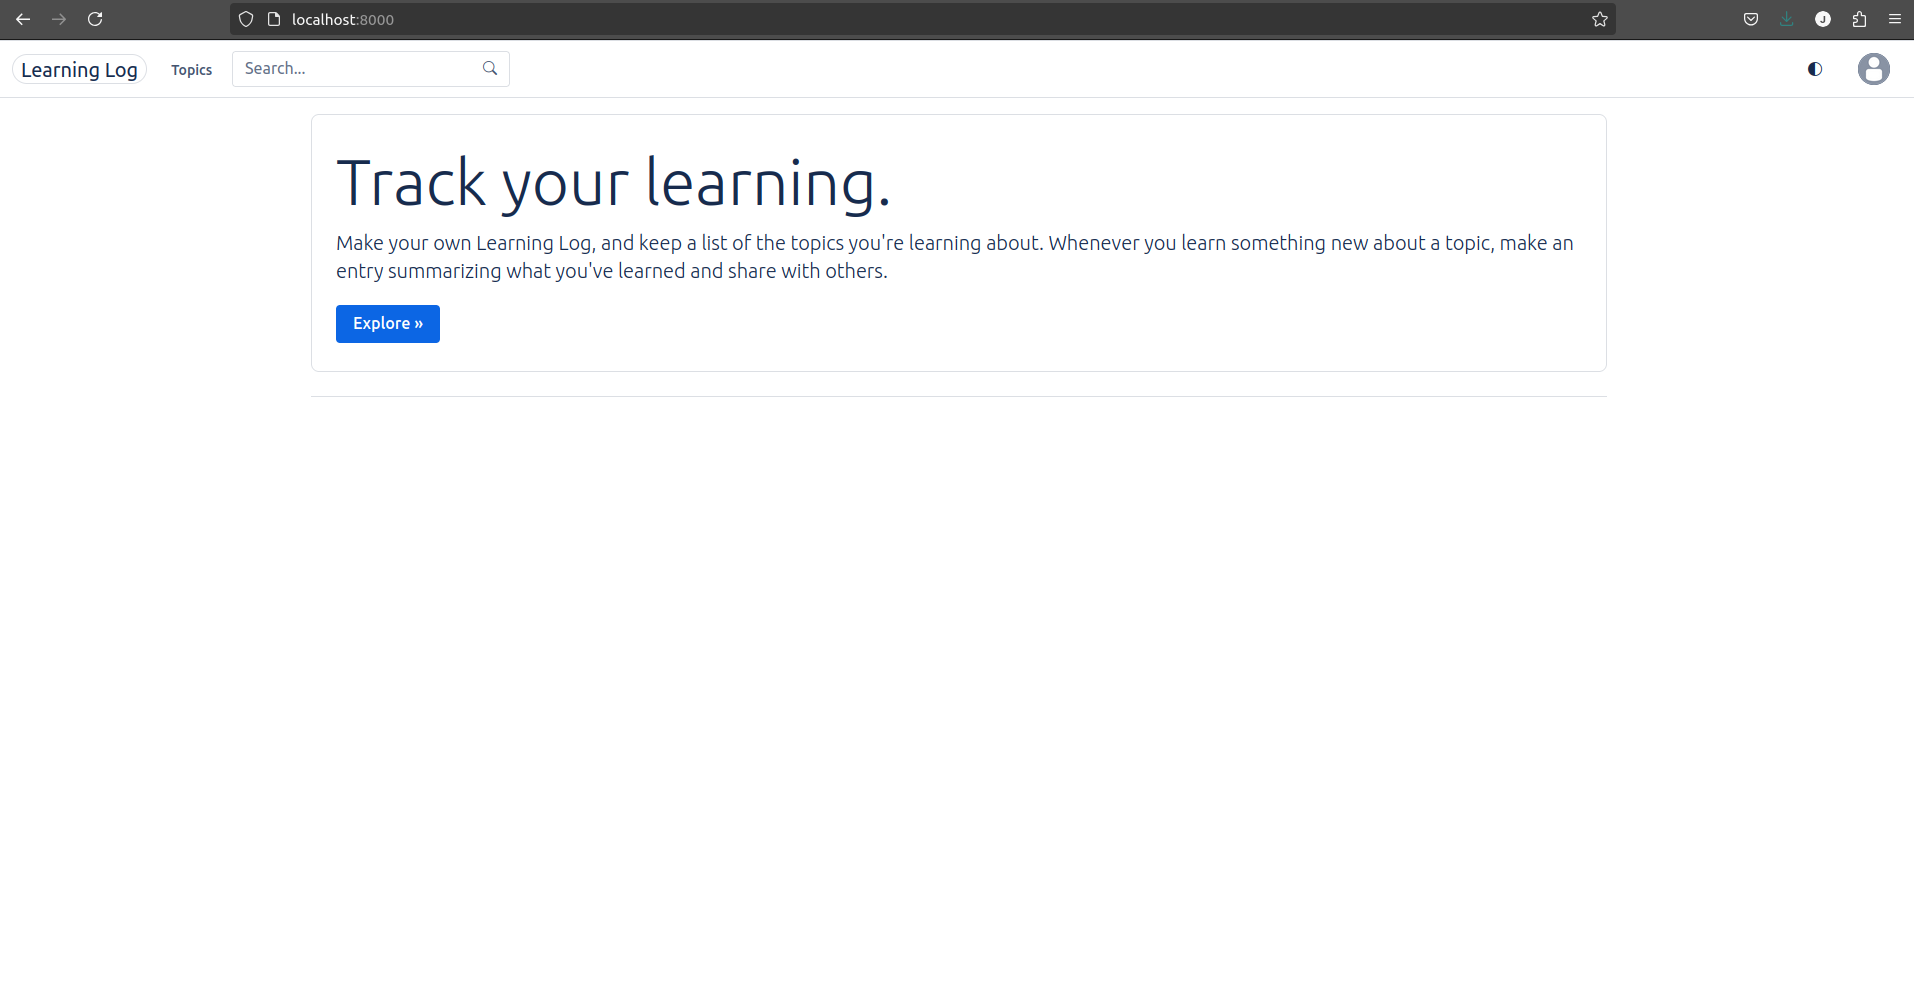 localhost:8000
J
Learning Log
Topics
Search...
Track your learning.
Make your own Learning Log, and keep a list of the topics you're learning about. Whenever you learn something new about a topic, make an
entry summarizing what you've learned and share with others.
Explore »